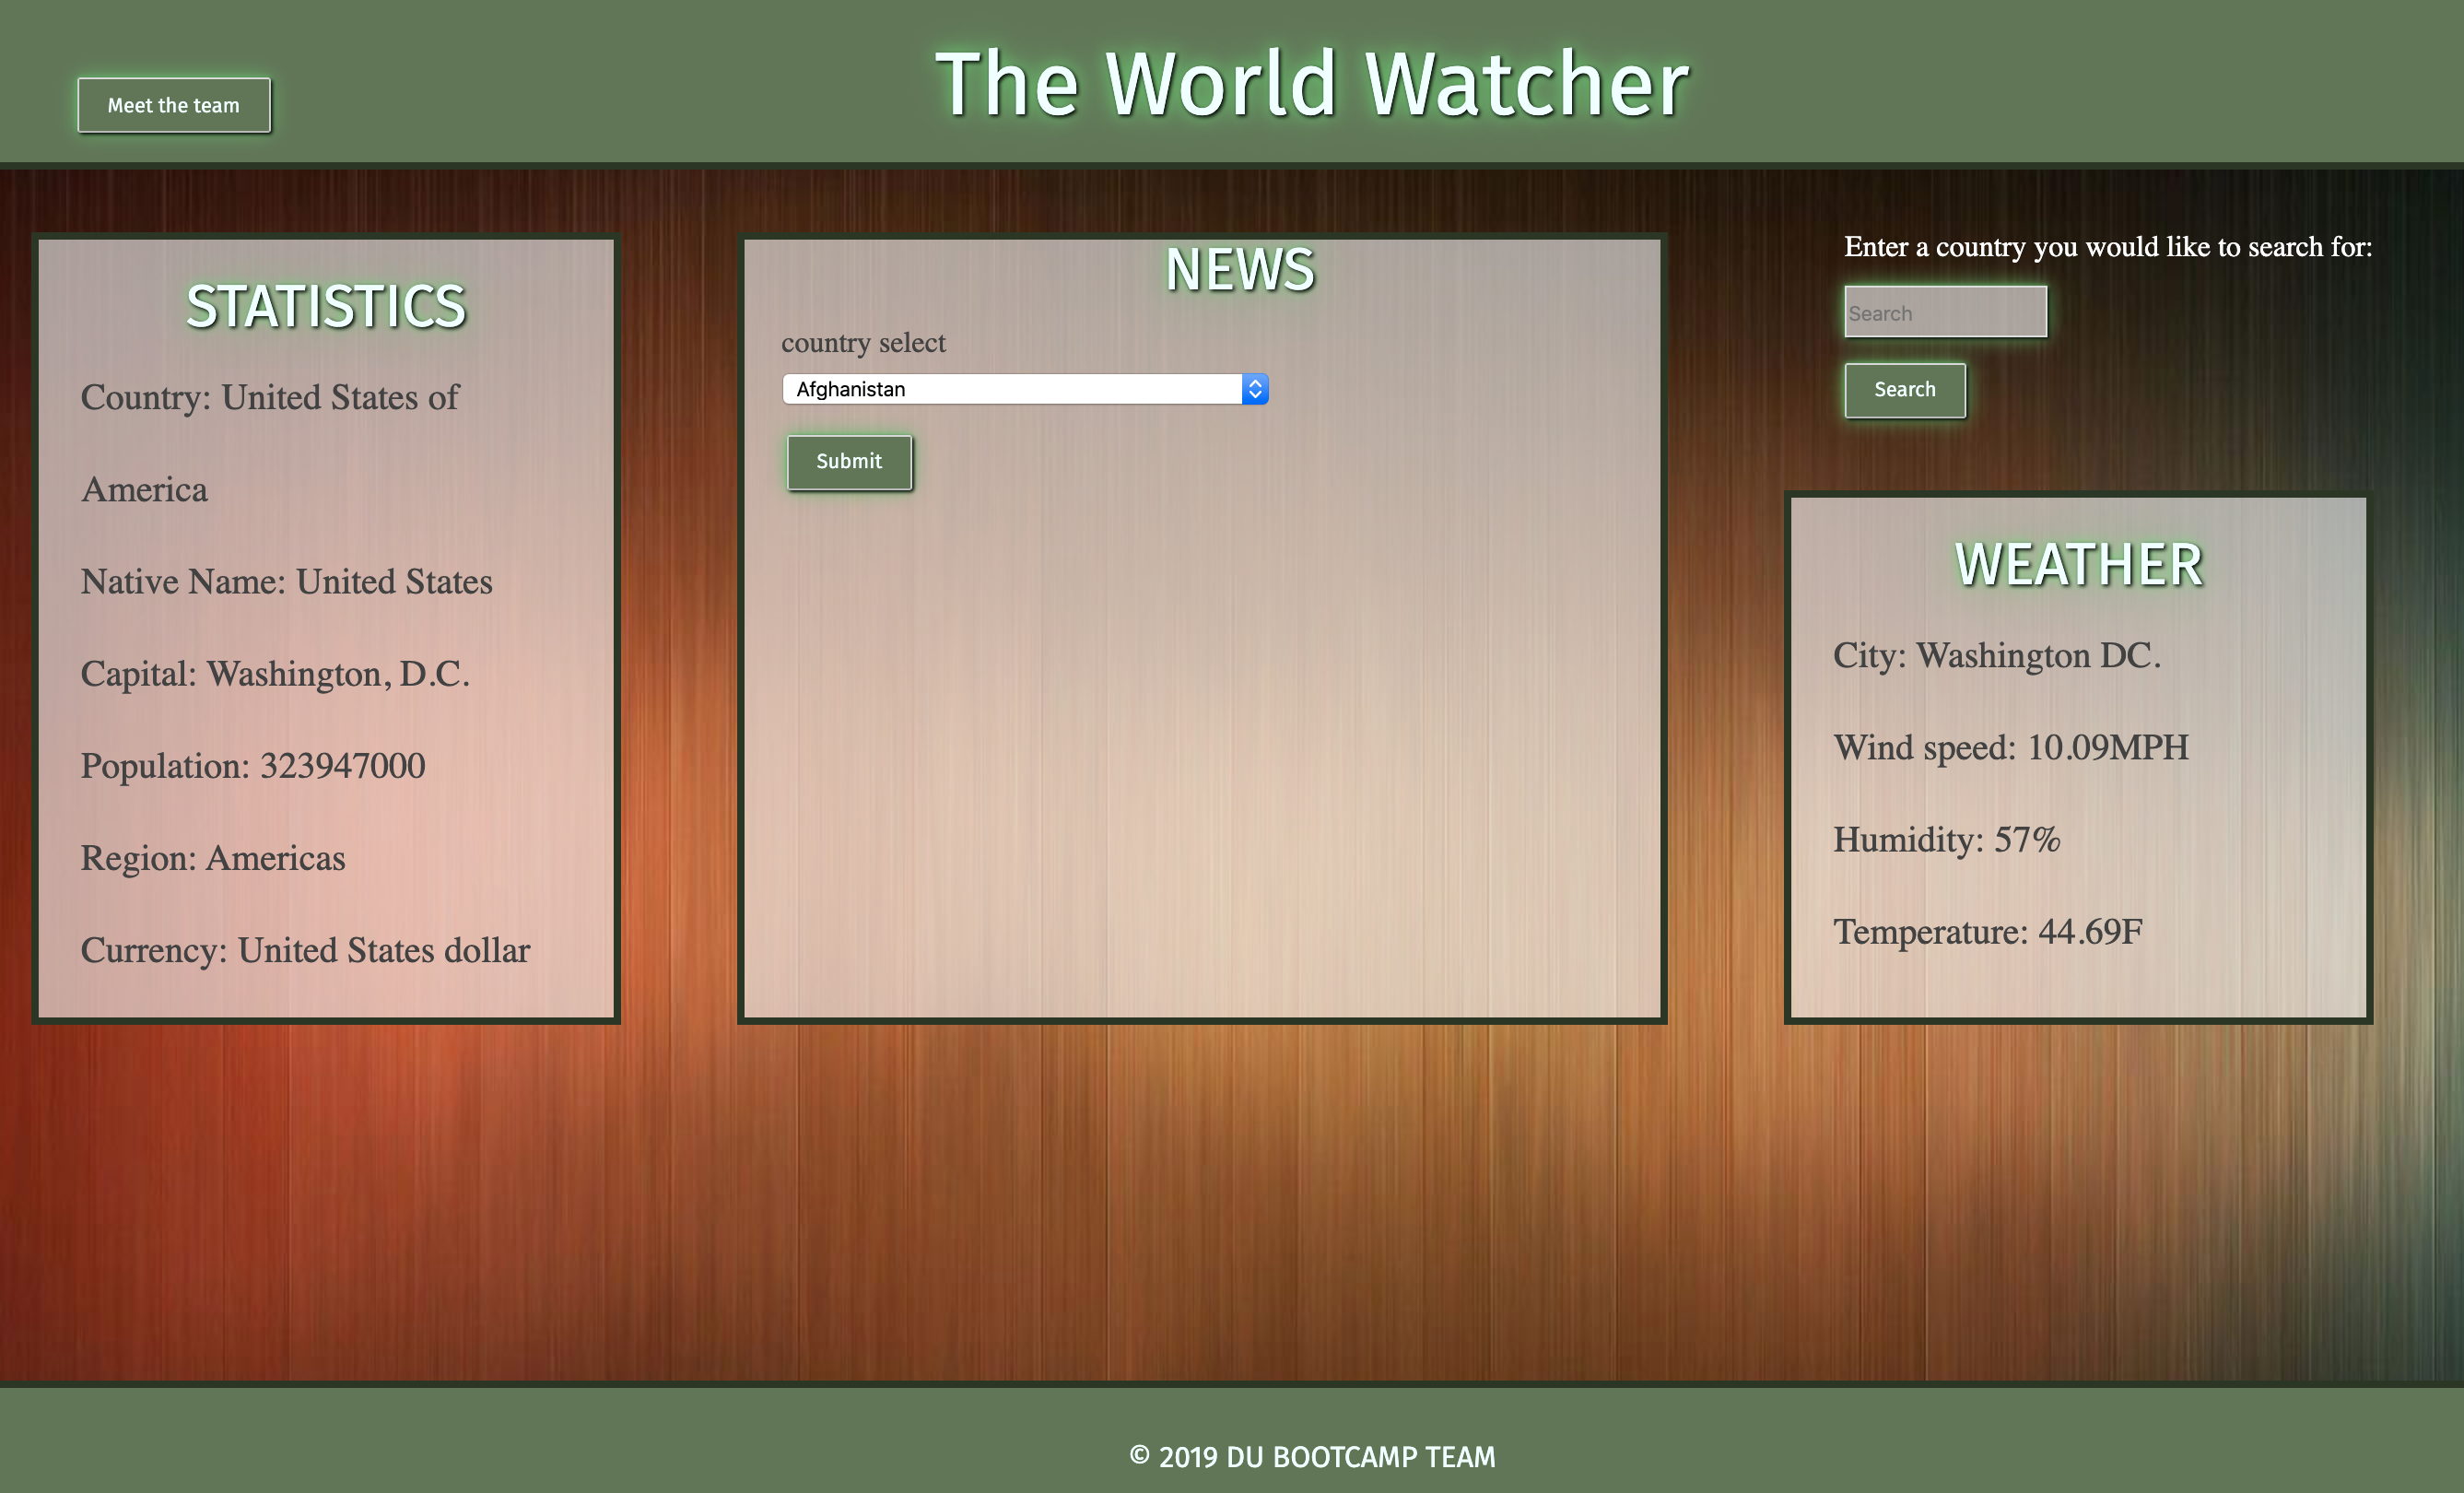 Meet the team
The World Watcher
STATISTICS
Country: United States of
America
Native Name: United States
Capital: Washington, D.C.
Population: 323947000
Region: Americas
Currency: United States dollar
NEWS
country select
Afghanistan
Submit
Enter a country you would like to search for:
Search
Search
WEATHER
City: Washington DC.
Wind speed: 10.09MPH
Humidity: 57%
Temperature: 44.69F
© 2019 DU BOOTCAMP TEAM